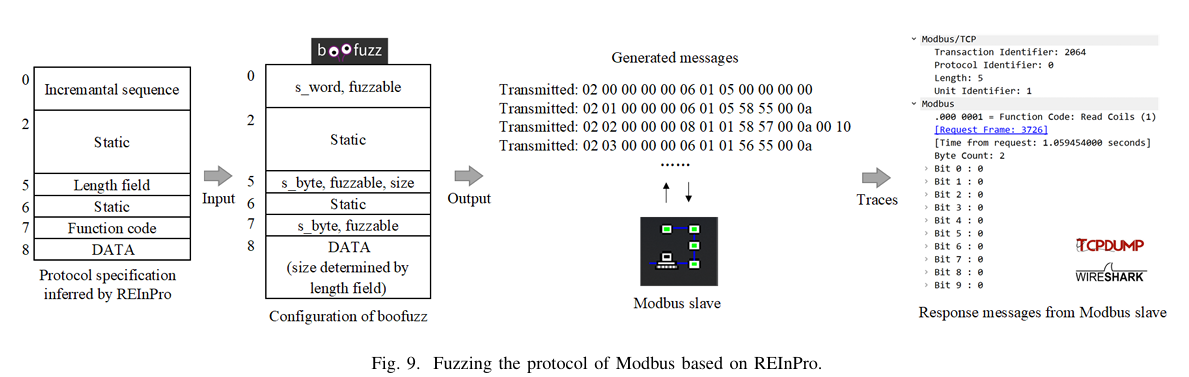 0
Incremantal sequence
2
Static
5
Length field
6
Static
7
Function code
8
DATA
Protocol specification
inferred by REInPro
Input
boofuzz
0
s_word, fuzzable
2
Static
5
s_byte, fuzzable, size
6
Static
7
s_byte, fuzzable
8
DATA
(size determined by
length field)
Configuration of boofuzz
Output
Generated messages
Transmitted: 02 00 00 00 00 06 01 05 00 00 00 00
Transmitted: 02 01 00 00 00 06 01 05 58 55 00 0a
Transmitted: 02 02 00 00 00 08 01 01 58 57 00 0a 00 10
Transmitted: 02 03 00 00 00 06 01 01 56 55 00 0a
……
Modbus slave
Traces
Modbus/TCP
Transaction Identifier: 2064
Protocol Identifier: 0
Length: 5
Unit Identifier: 1
Modbus
.000 0001 = Function Code: Read Coils (1)
[Request Frame: 3726]
[Time from request: 1.059454000 seconds]
Byte Count: 2
Bit 0 : 0
Bit 1 : 0
Bit 2 : 0
Bit 3 : 0
Bit 4 : 0
Bit 5 : 0
Bit 6 : 0
Bit 7 : 0
Bit 8 : 0
Bit 9 : 0
TCPDUMP
WIRESHARK
Response messages from Modbus slave
Fig. 9. Fuzzing the protocol of Modbus based on REInPro.